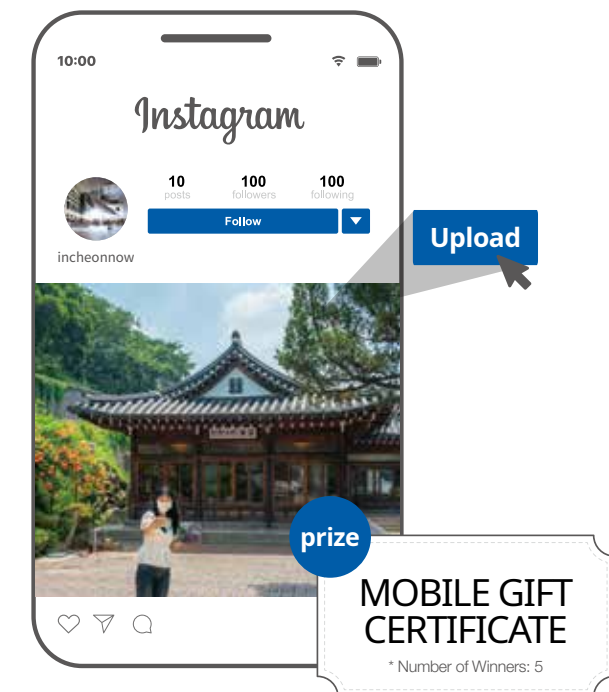 10:00
Instagram
10 100 100
posts followers following
Follow
incheonnow
Upload
prize
MOBILE GIFT
CERTIFICATE
* Number of Winners: 5